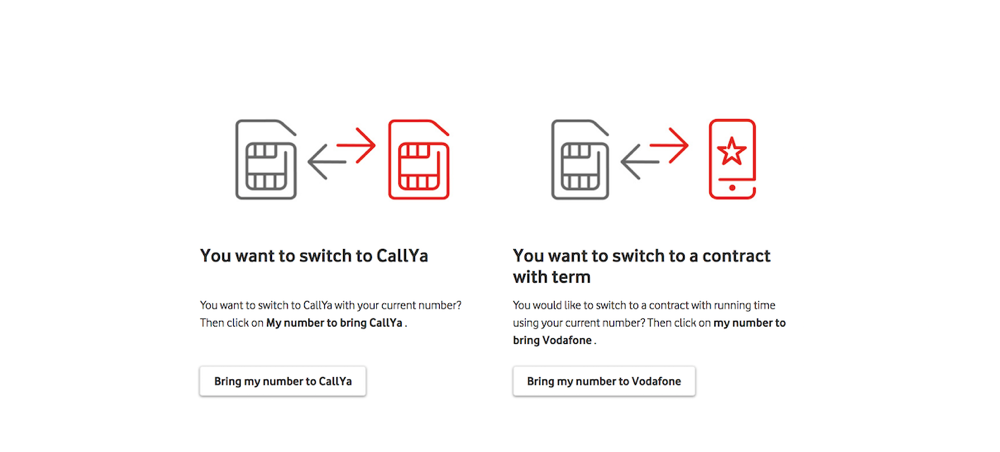 You want to switch to CallYa
You want to switch to CallYa with your current number?
Then click on My number to bring CallYa .
Bring my number to CallYa
You want to switch to a contract
with term
You would like to switch to a contract with running time
using your current number? Then click on my number to
bring Vodafone .
Bring my number to Vodafone